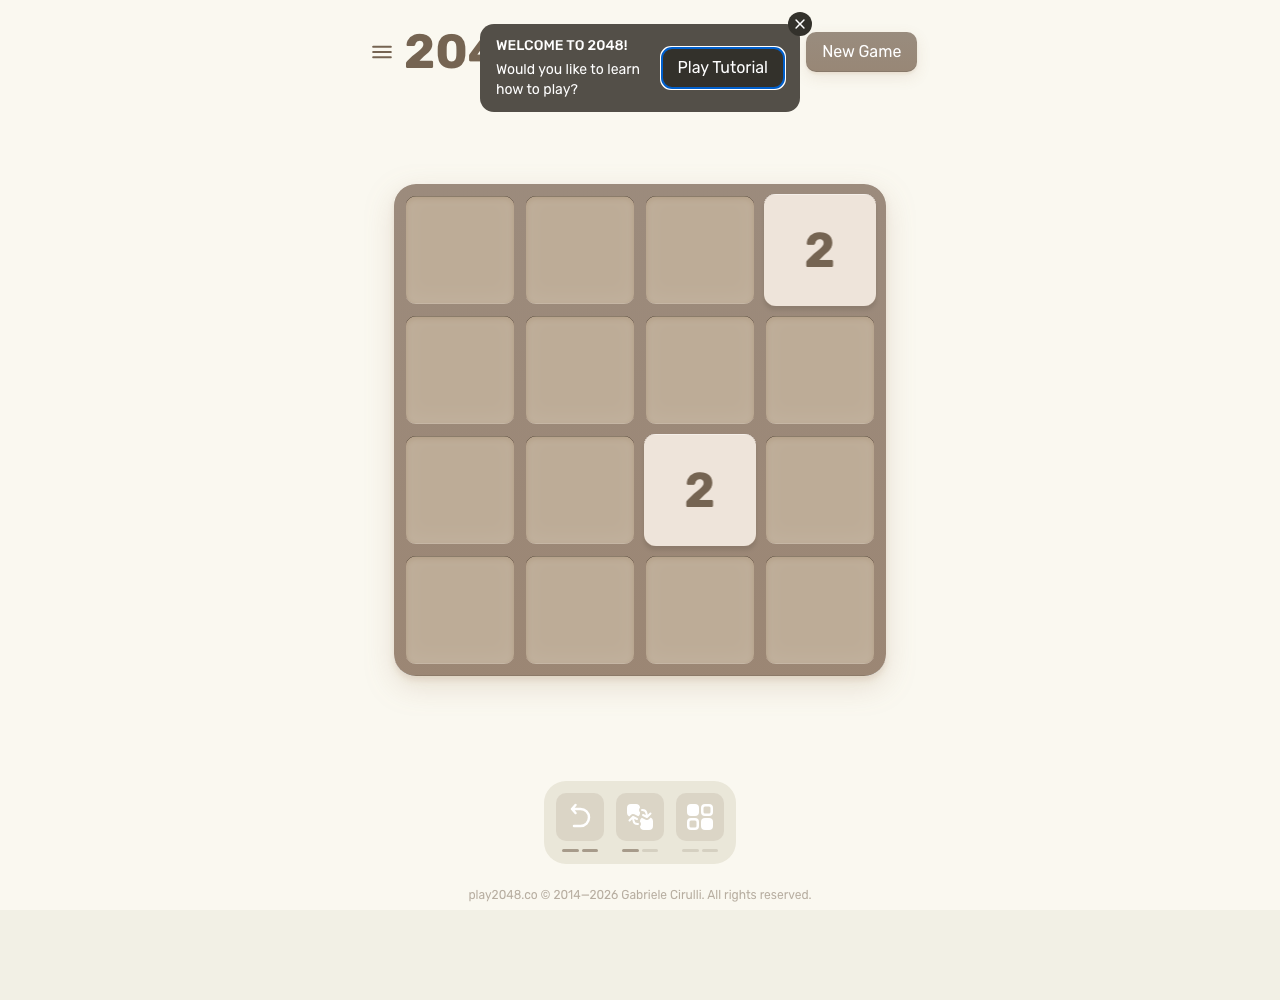 204
WELCOME TO 2048!
Would you like to learn
how to play?
Play Tutorial
New Game
2
2
play2048.co © 2014—2026 Gabriele Cirulli. All rights reserved.